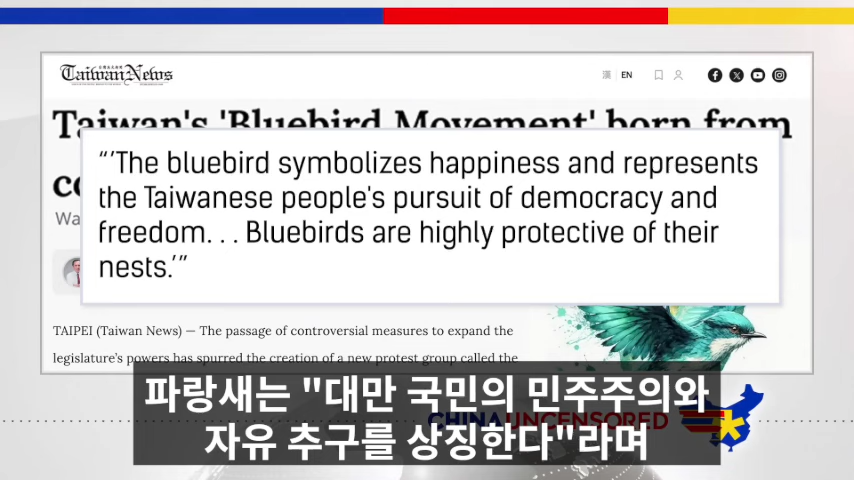 Taiwan News
漢 | EN
Taiwan's 'Bluebird Movement' born from
“‘The bluebird symbolizes happiness and represents
the Taiwanese people's pursuit of democracy and
freedom. . . Bluebirds are highly protective of their
nests.’”
TAIPEI (Taiwan News) — The passage of controversial measures to expand the
legislature's powers has spurred the creation of a new protest group called the
파랑새는 "대만 국민의 민주주의와
자유 추구를 상징한다"라며
CHINA UNCENSORED